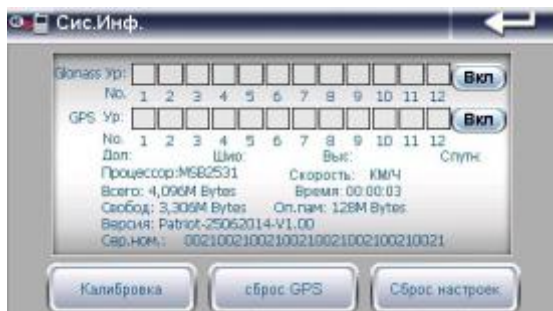 Сис.Инф.
Glonass Ур: Вкл
No. 1 2 3 4 5 6 7 8 9 10 11 12
GPS Ур: Вкл
No. 1 2 3 4 5 6 7 8 9 10 11 12
Дол: Шир: Выс: Спутн:
Процессор:MSB2531 Скорость: КМ/Ч
Всего: 4,096M Bytes Время: 00:00:03
Свобод: 3,306M Bytes Оп.пам: 128M Bytes
Версия: Patriot-25062014-V1.00
Сер.ном.: 00210021002100210021002100210021
Калибровка сброс GPS Сброс настроек